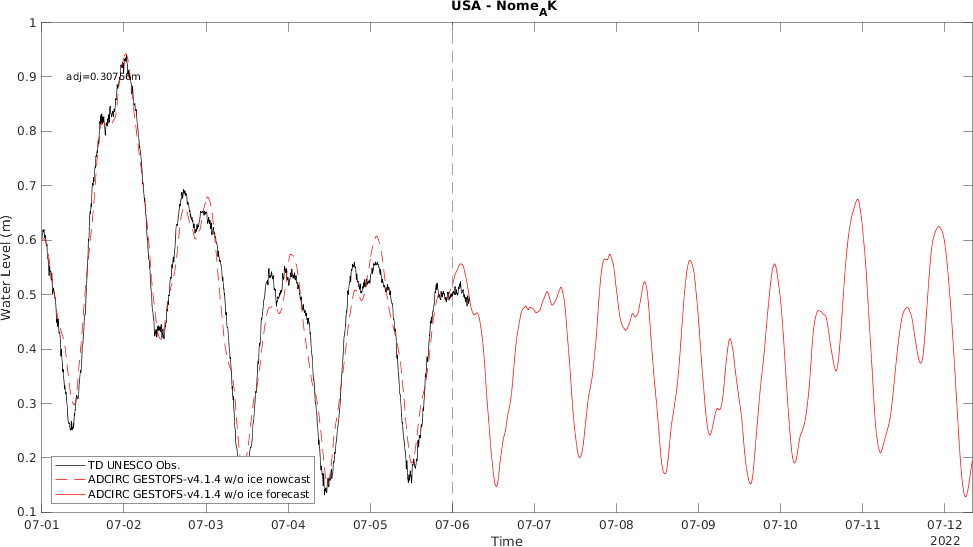 USA - Nome_AK
adj=0.30756m
Water Level (m)
1
0.9
0.8
0.7
0.6
0.5
0.4
0.3
0.2
0.1
TD UNESCO Obs.
ADCIRC GESTOFS-v4.1.4 w/o ice nowcast
ADCIRC GESTOFS-v4.1.4 w/o ice forecast
07-01 07-02 07-03 07-04 07-05 07-06 07-07 07-08 07-09 07-10 07-11 07-12
Time
2022